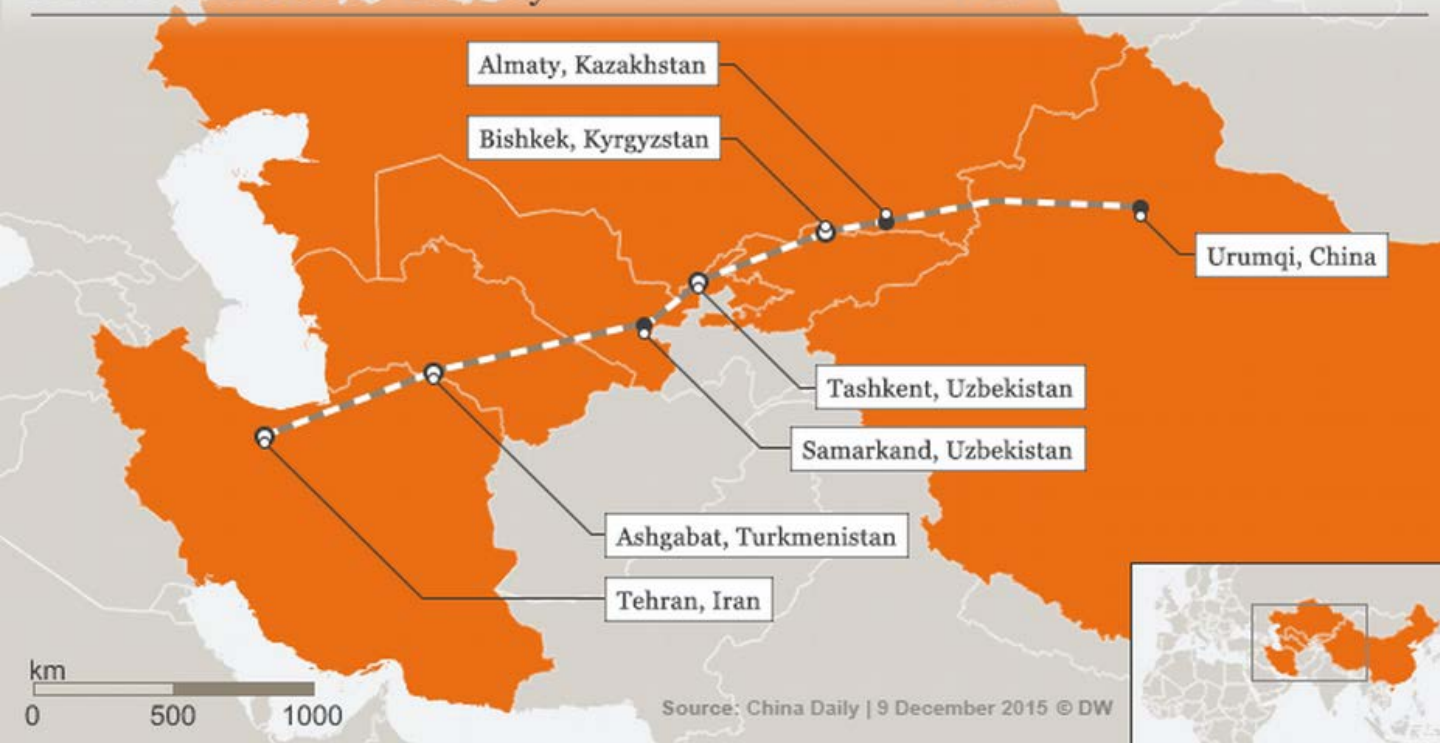 Almaty, Kazakhstan
Bishkek, Kyrgyzstan
Urumqi, China
Tashkent, Uzbekistan
Samarkand, Uzbekistan
Ashgabat, Turkmenistan
Tehran, Iran
km
0 500 1000
Source: China Daily | 9 December 2015 © DW